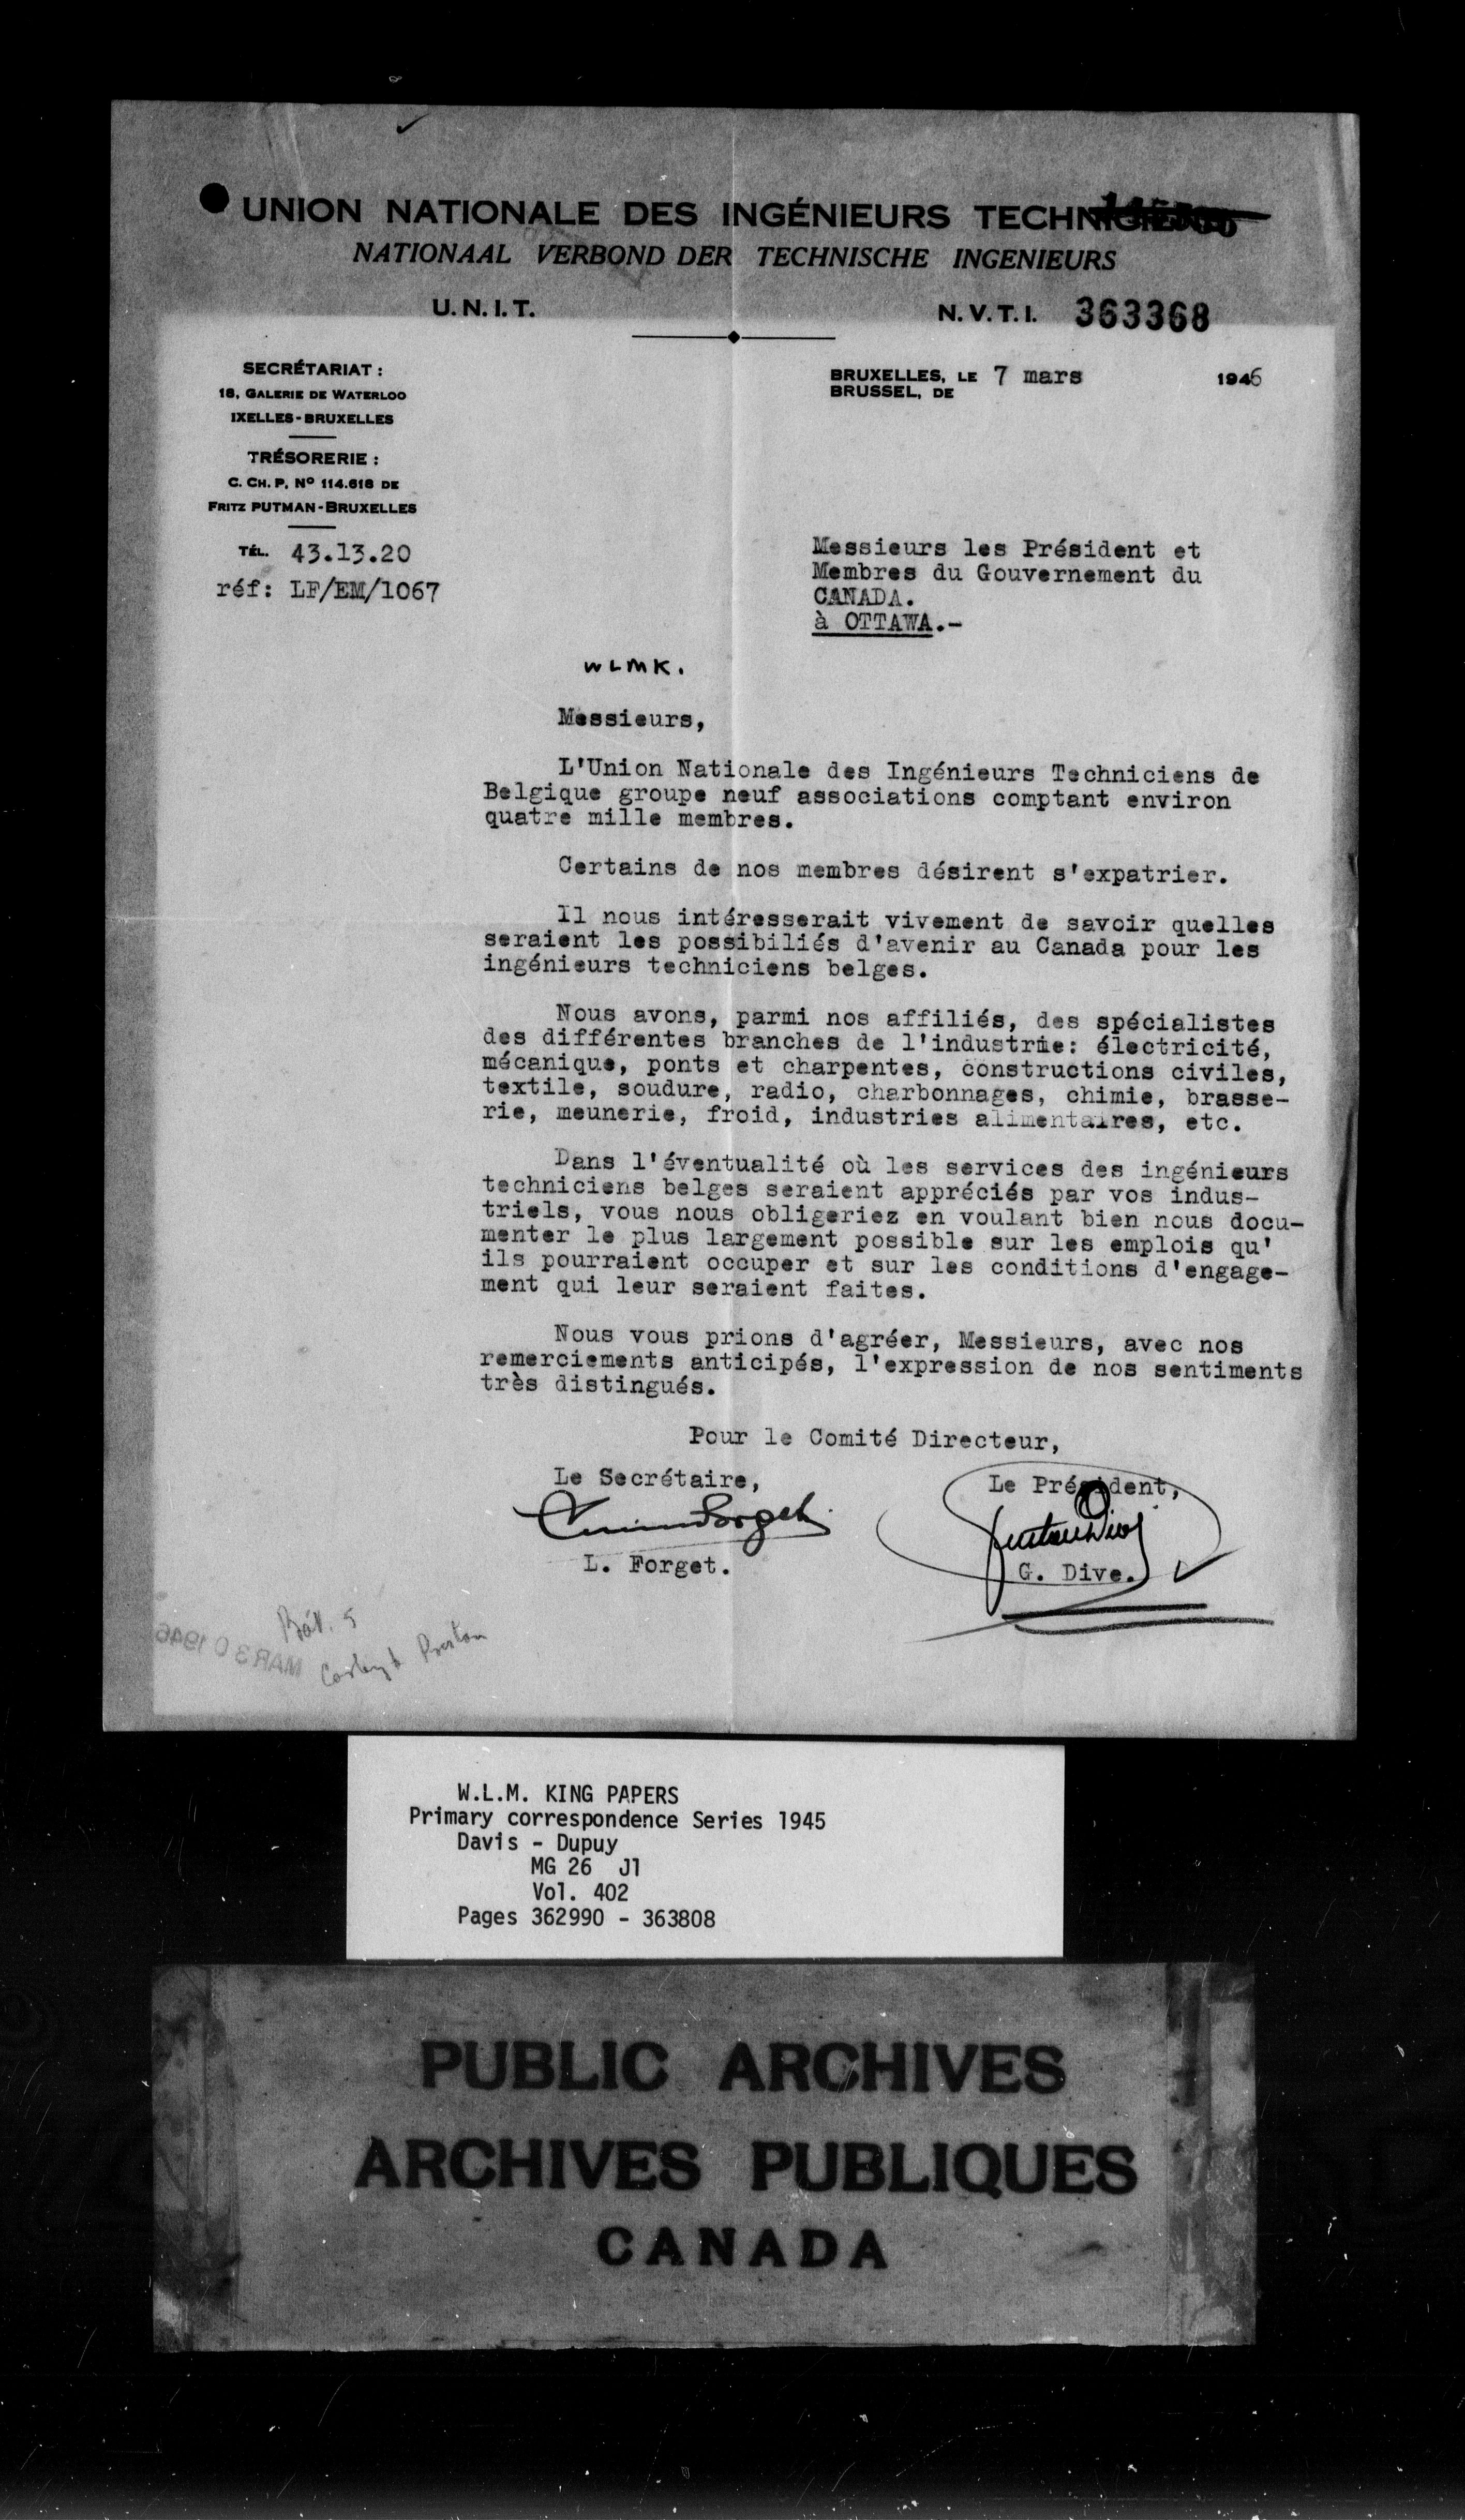 UNION NATIONALE DES INGÉNIEURS TECHNICIENS
NATIONAAL VERBOND DER TECHNISCHE INGENIEURS
U.N.I.T.
N.V.T.I. 363368
SECRÉTARIAT :
18, GALERIE DE WATERLOO
IXELLES-BRUXELLES
TRÉSORERIE :
C. CH. P. Nº 114.618 DE
FRITZ PUTMAN-BRUXELLES
TÉL. 43.13.20
réf: LF/EM/1067
BRUXELLES, LE 7 mars 1946
BRUSSEL, DE
Messieurs les Président et
Membres du Gouvernement du
CANADA.
à OTTAWA.-
WLMK.
Messieurs,
L'Union Nationale des Ingénieurs Techniciens de
Belgique groupe neuf associations comptant environ
quatre mille membres.
Certains de nos membres désirent s'expatrier.
Il nous intéresserait vivement de savoir quelles
seraient les possibiliés d'avenir au Canada pour les
ingénieurs techniciens belges.
Nous avons, parmi nos affiliés, des spécialistes
des différentes branches de l'industrie: électricité,
mécanique, ponts et charpentes, constructions civiles,
textile, soudure, radio, charbonnages, chimie, brasse-
rie, meunerie, froid, industries alimentaires, etc.
Dans l'éventualité où les services des ingénieurs
techniciens belges seraient appréciés par vos indus-
triels, vous nous obligeriez en voulant bien nous docu-
menter le plus largement possible sur les emplois qu'
ils pourraient occuper et sur les conditions d'engage-
ment qui leur seraient faites.
Nous vous prions d'agréer, Messieurs, avec nos
remerciements anticipés, l'expression de nos sentiments
très distingués.
Pour le Comité Directeur,
Le Secrétaire,
Le Président,
L. Forget.
G. Dive.
MAR 30 1946
W.L.M. KING PAPERS
Primary correspondence Series 1945
Davis - Dupuy
MG 26 J1
Vol. 402
Pages 362990 - 363808
PUBLIC ARCHIVES
ARCHIVES PUBLIQUES
CANADA